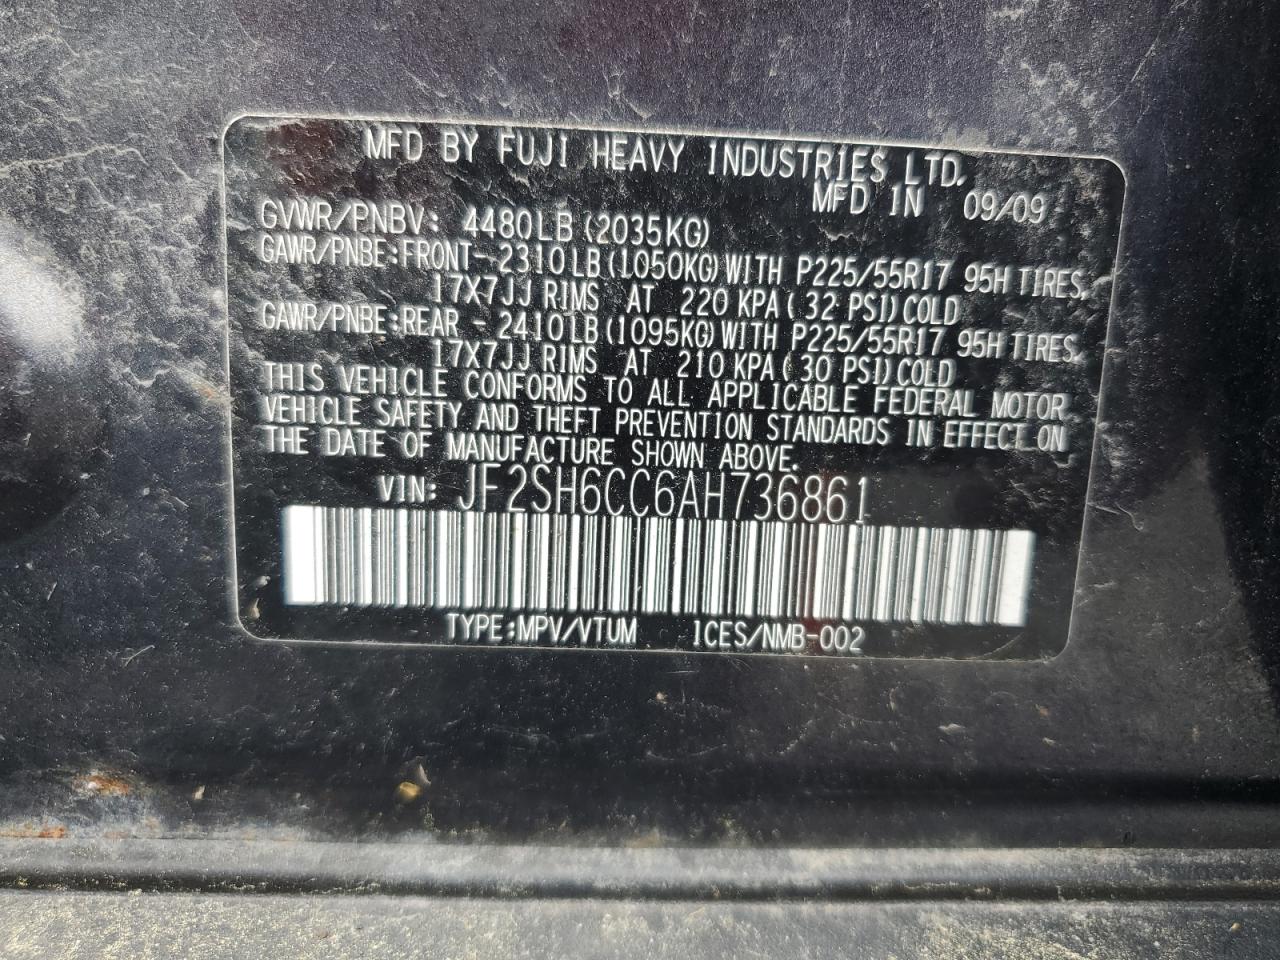 MFD BY FUJI HEAVY INDUSTRIES LTD.
MFD IN 09/09
GVWR/PNBV: 4480LB(2035KG)
GAWR/PNBE:FRONT-2310LB(1050KG)WITH P225/55R17 95H TIRES,
17X7JJ RIMS AT 220 KPA( 32 PSI)COLD
GAWR/PNBE:REAR -2410LB(1095KG)WITH P225/55R17 95H TIRES,
17X7JJ RIMS AT 210 KPA( 30 PSI)COLD
THIS VEHICLE CONFORMS TO ALL APPLICABLE FEDERAL MOTOR
VEHICLE SAFETY AND THEFT PREVENTION STANDARDS IN EFFECT ON
THE DATE OF MANUFACTURE SHOWN ABOVE.
VIN: JF2SH6CC6AH736861
TYPE:MPV/VTUM ICES/NMB-002